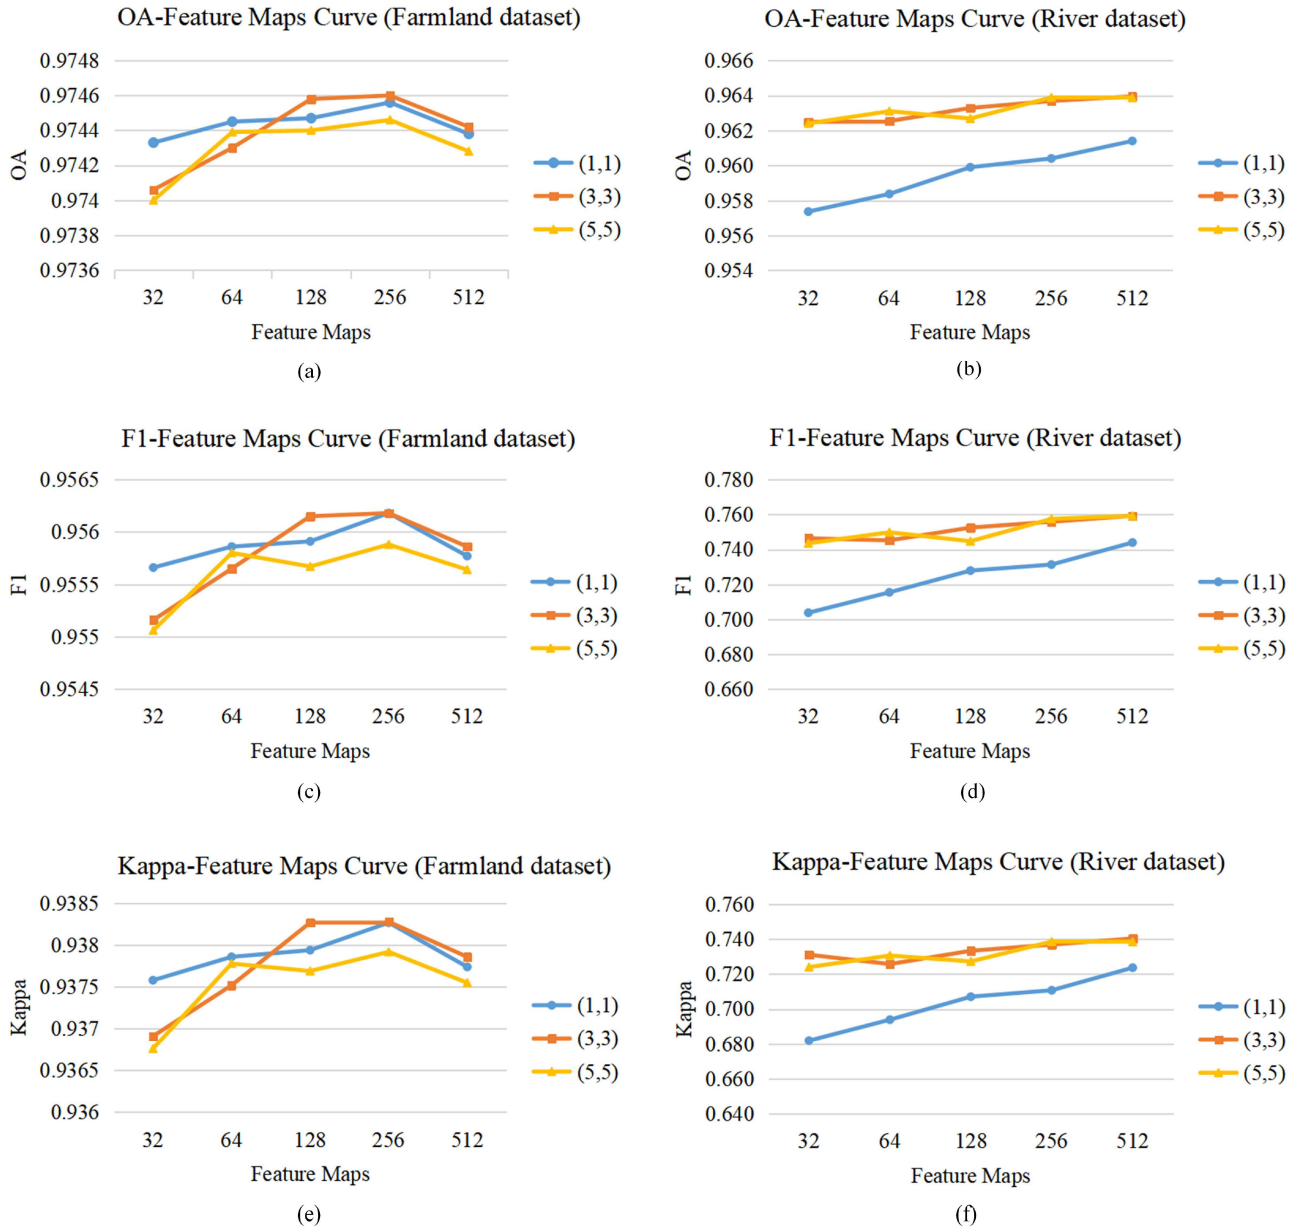 OA-Feature Maps Curve (Farmland dataset)
0.9748
0.9746
0.9744
0.9742
0.974
0.9738
0.9736
OA
32 64 128 256 512
Feature Maps
(1,1)
(3,3)
(5,5)
(a)
OA-Feature Maps Curve (River dataset)
0.966
0.964
0.962
0.960
0.958
0.956
0.954
OA
32 64 128 256 512
Feature Maps
(1,1)
(3,3)
(5,5)
(b)
F1-Feature Maps Curve (Farmland dataset)
0.9565
0.956
0.9555
0.955
0.9545
F1
32 64 128 256 512
Feature Maps
(1,1)
(3,3)
(5,5)
(c)
F1-Feature Maps Curve (River dataset)
0.780
0.760
0.740
0.720
0.700
0.680
0.660
F1
32 64 128 256 512
Feature Maps
(1,1)
(3,3)
(5,5)
(d)
Kappa-Feature Maps Curve (Farmland dataset)
0.9385
0.938
0.9375
0.937
0.9365
0.936
Kappa
32 64 128 256 512
Feature Maps
(1,1)
(3,3)
(5,5)
(e)
Kappa-Feature Maps Curve (River dataset)
0.760
0.740
0.720
0.700
0.680
0.660
0.640
Kappa
32 64 128 256 512
Feature Maps
(1,1)
(3,3)
(5,5)
(f)